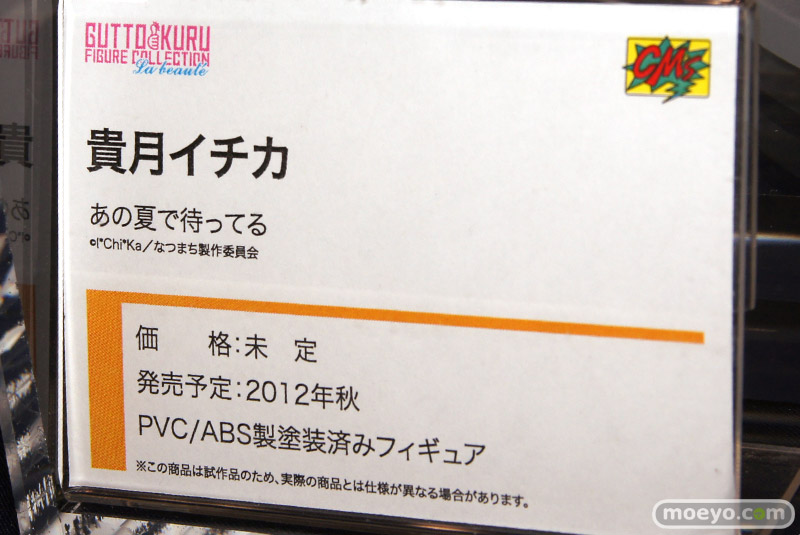 GUTTO KURU
FIGURE COLLECTION
La beauté
CMs
貴月イチカ
あの夏で待ってる
©I*Chi*Ka／なつまち製作委員会
価　格：未　定
発売予定：2012年秋
PVC/ABS製塗装済みフィギュア
※この商品は試作品のため、実際の商品とは仕様が異なる場合があります。
moeyo.com